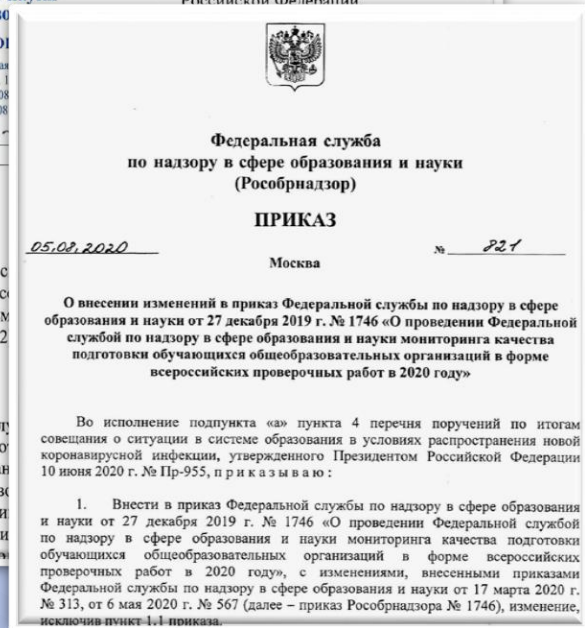 Российской Федерации
Федеральная служба
по надзору в сфере образования и науки
(Рособрнадзор)
ПРИКАЗ
05.08.2020 № 821
Москва
О внесении изменений в приказ Федеральной службы по надзору в сфере
образования и науки от 27 декабря 2019 г. № 1746 «О проведении Федеральной
службой по надзору в сфере образования и науки мониторинга качества
подготовки обучающихся общеобразовательных организаций в форме
всероссийских проверочных работ в 2020 году»
Во исполнение подпункта «а» пункта 4 перечня поручений по итогам
совещания о ситуации в системе образования в условиях распространения новой
коронавирусной инфекции, утвержденного Президентом Российской Федерации
10 июня 2020 г. № Пр-955, п р и к а з ы в а ю :
1. Внести в приказ Федеральной службы по надзору в сфере образования
и науки от 27 декабря 2019 г. № 1746 «О проведении Федеральной службой
по надзору в сфере образования и науки мониторинга качества подготовки
обучающихся общеобразовательных организаций в форме всероссийских
проверочных работ в 2020 году», с изменениями, внесенными приказами
Федеральной службы по надзору в сфере образования и науки от 17 марта 2020 г.
№ 313, от 6 мая 2020 г. № 567 (далее – приказ Рособрнадзора № 1746), изменение,
исключив пункт 1.1 приказа.